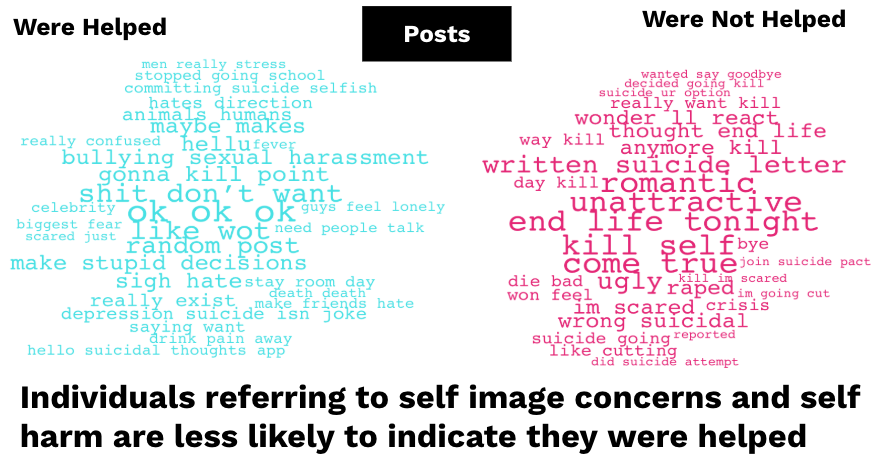 Were Helped
Posts
Were Not Helped
men really stress
stopped going school
committing suicide selfish
hates direction
animals humans
maybe makes
really confused
hellu
fever
bullying sexual harassment
gonna kill point
shit don't want
celebrity
ok ok ok
guys feel lonely
biggest fear
like wot
need people talk
scared just
random post
make stupid decisions
sigh hate
stay room day
death death
really exist
make friends hate
depression suicide isn joke
saying want
drink pain away
hello suicidal thoughts app
wanted say goodbye
decided going kill
suicide ur option
really want kill
wonder ll react
thought end life
way kill
anymore kill
written suicide letter
day kill
romantic
unattractive
end life tonight
kill self
bye
come true
join suicide pact
die bad
ugly
kill im scared
raped
won feel
im going cut
im scared
crisis
wrong suicidal
suicide going
reported
like cutting
did suicide attempt
Individuals referring to self image concerns and self
harm are less likely to indicate they were helped